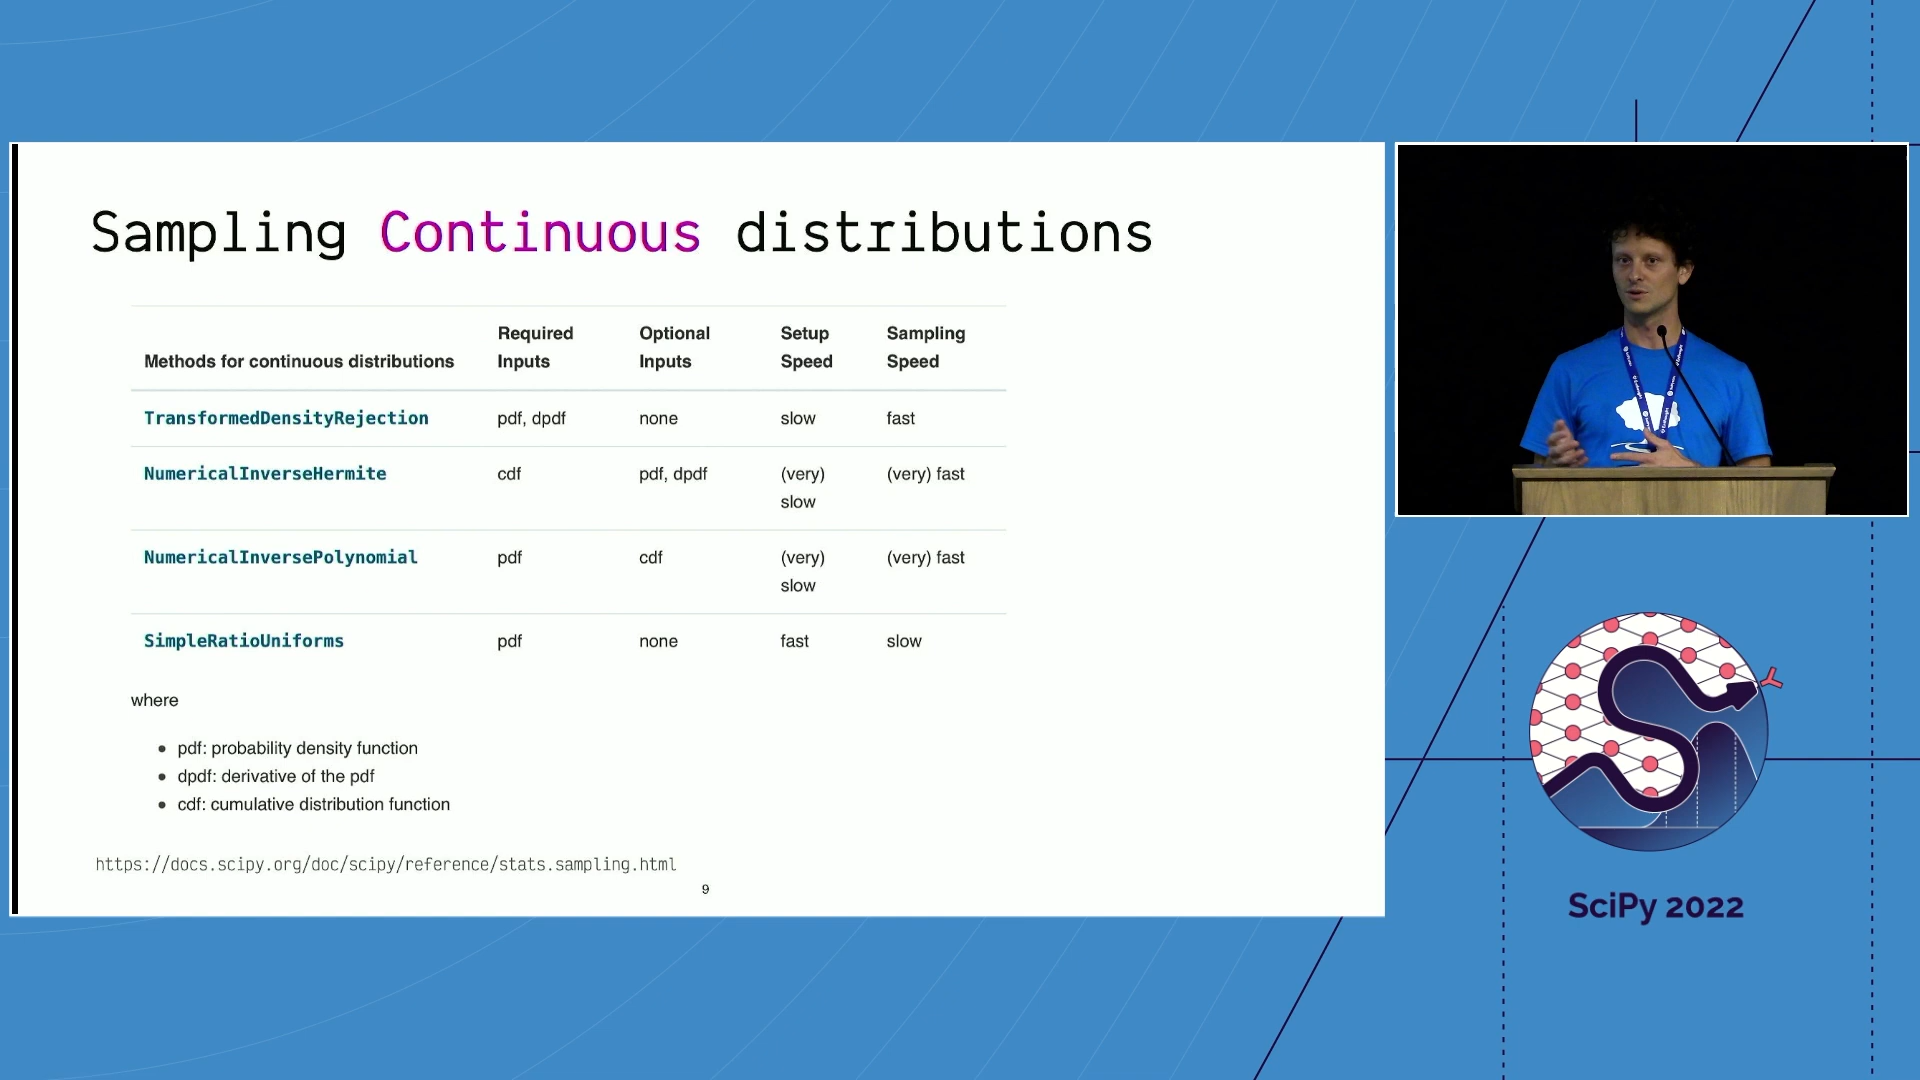 Sampling Continuous distributions
Methods for continuous distributions | Required Inputs | Optional Inputs | Setup Speed | Sampling Speed
TransformedDensityRejection | pdf, dpdf | none | slow | fast
NumericalInverseHermite | cdf | pdf, dpdf | (very) slow | (very) fast
NumericalInversePolynomial | pdf | cdf | (very) slow | (very) fast
SimpleRatioUniforms | pdf | none | fast | slow
where
• pdf: probability density function
• dpdf: derivative of the pdf
• cdf: cumulative distribution function
https://docs.scipy.org/doc/scipy/reference/stats.sampling.html
9
SciPy 2022